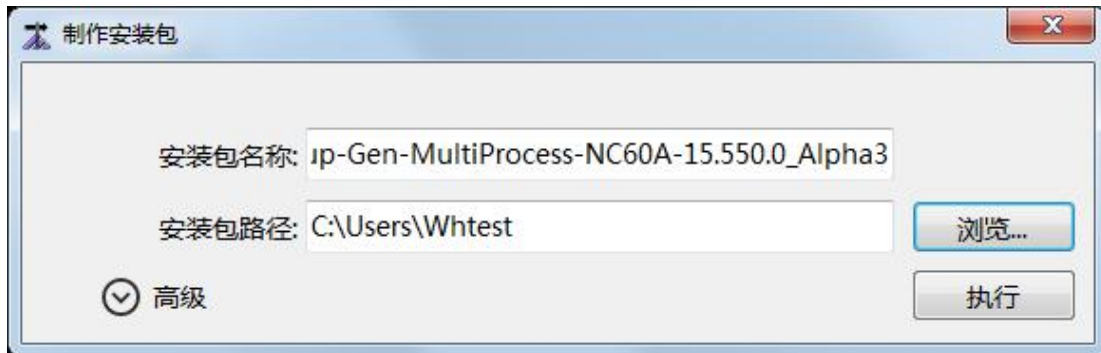 制作安装包
安装包名称: up-Gen-MultiProcess-NC60A-15.550.0_Alpha3
安装包路径: C:\Users\Whtest 浏览...
高级 执行